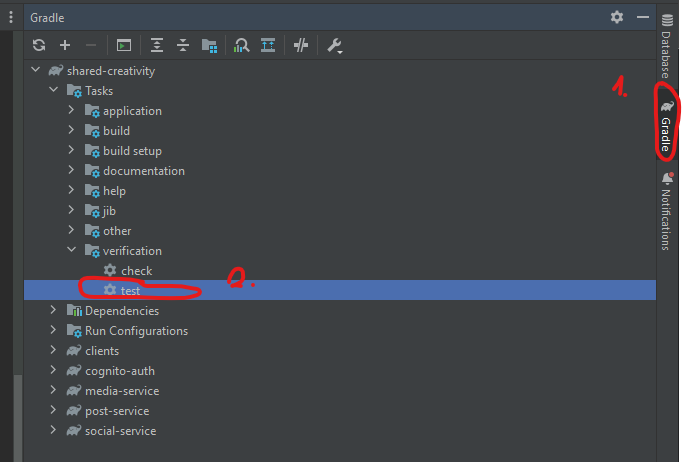 Gradle
shared-creativity
Tasks
application
build
build setup
documentation
help
jib
other
verification
check
test
Dependencies
Run Configurations
clients
cognito-auth
media-service
post-service
social-service
Database
Gradle
Notifications
1.
2.